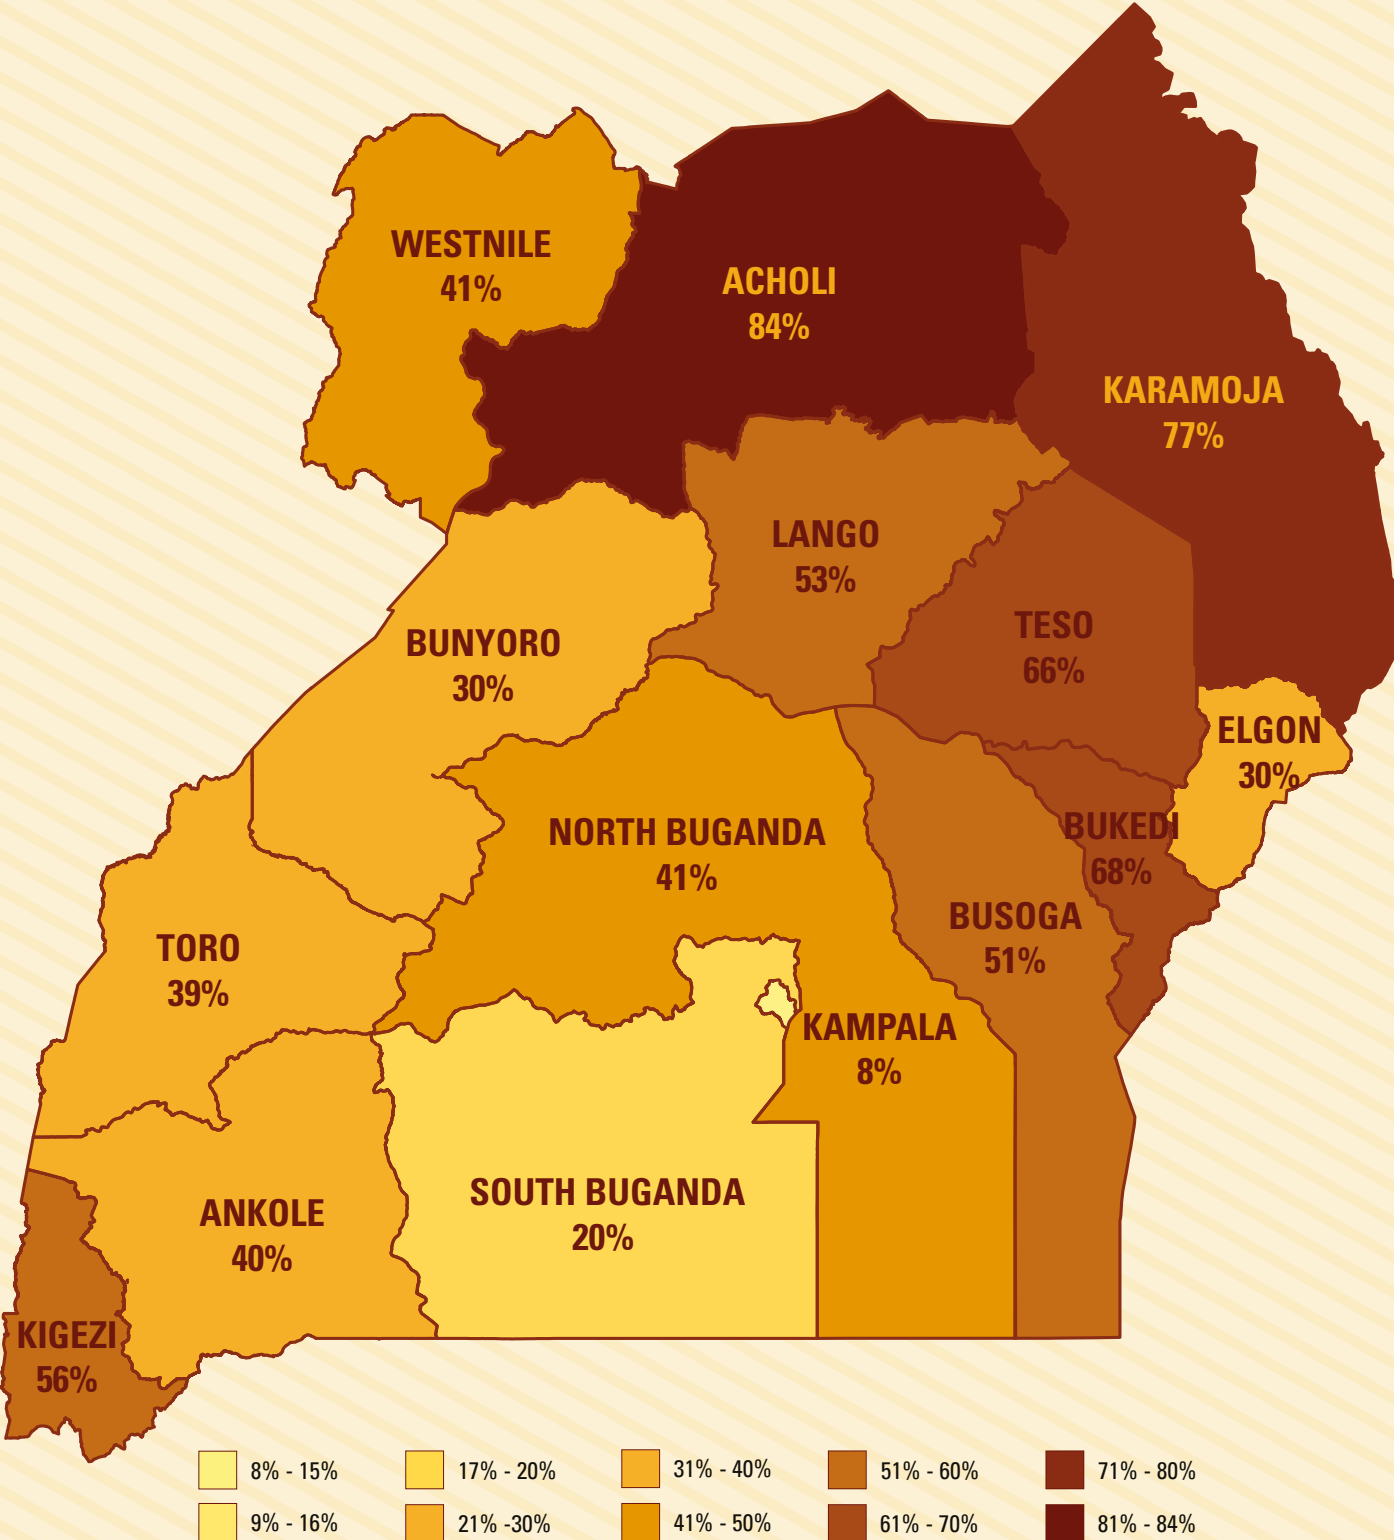 WESTNILE
41%
ACHOLI
84%
KARAMOJA
77%
LANGO
53%
TESO
66%
BUNYORO
30%
ELGON
30%
NORTH BUGANDA
41%
BUKEDI
68%
BUSOGA
51%
TORO
39%
KAMPALA
8%
SOUTH BUGANDA
20%
ANKOLE
40%
KIGEZI
56%
8% - 15%
17% - 20%
31% - 40%
51% - 60%
71% - 80%
9% - 16%
21% -30%
41% - 50%
61% - 70%
81% - 84%